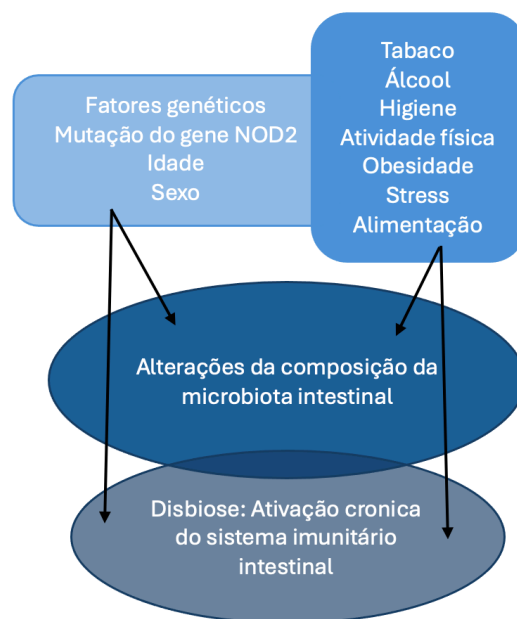 Fatores genéticos
Mutação do gene NOD2
Idade
Sexo
Tabaco
Álcool
Higiene
Atividade física
Obesidade
Stress
Alimentação
Alterações da composição da
microbiota intestinal
Disbiose: Ativação cronica
do sistema imunitário
intestinal